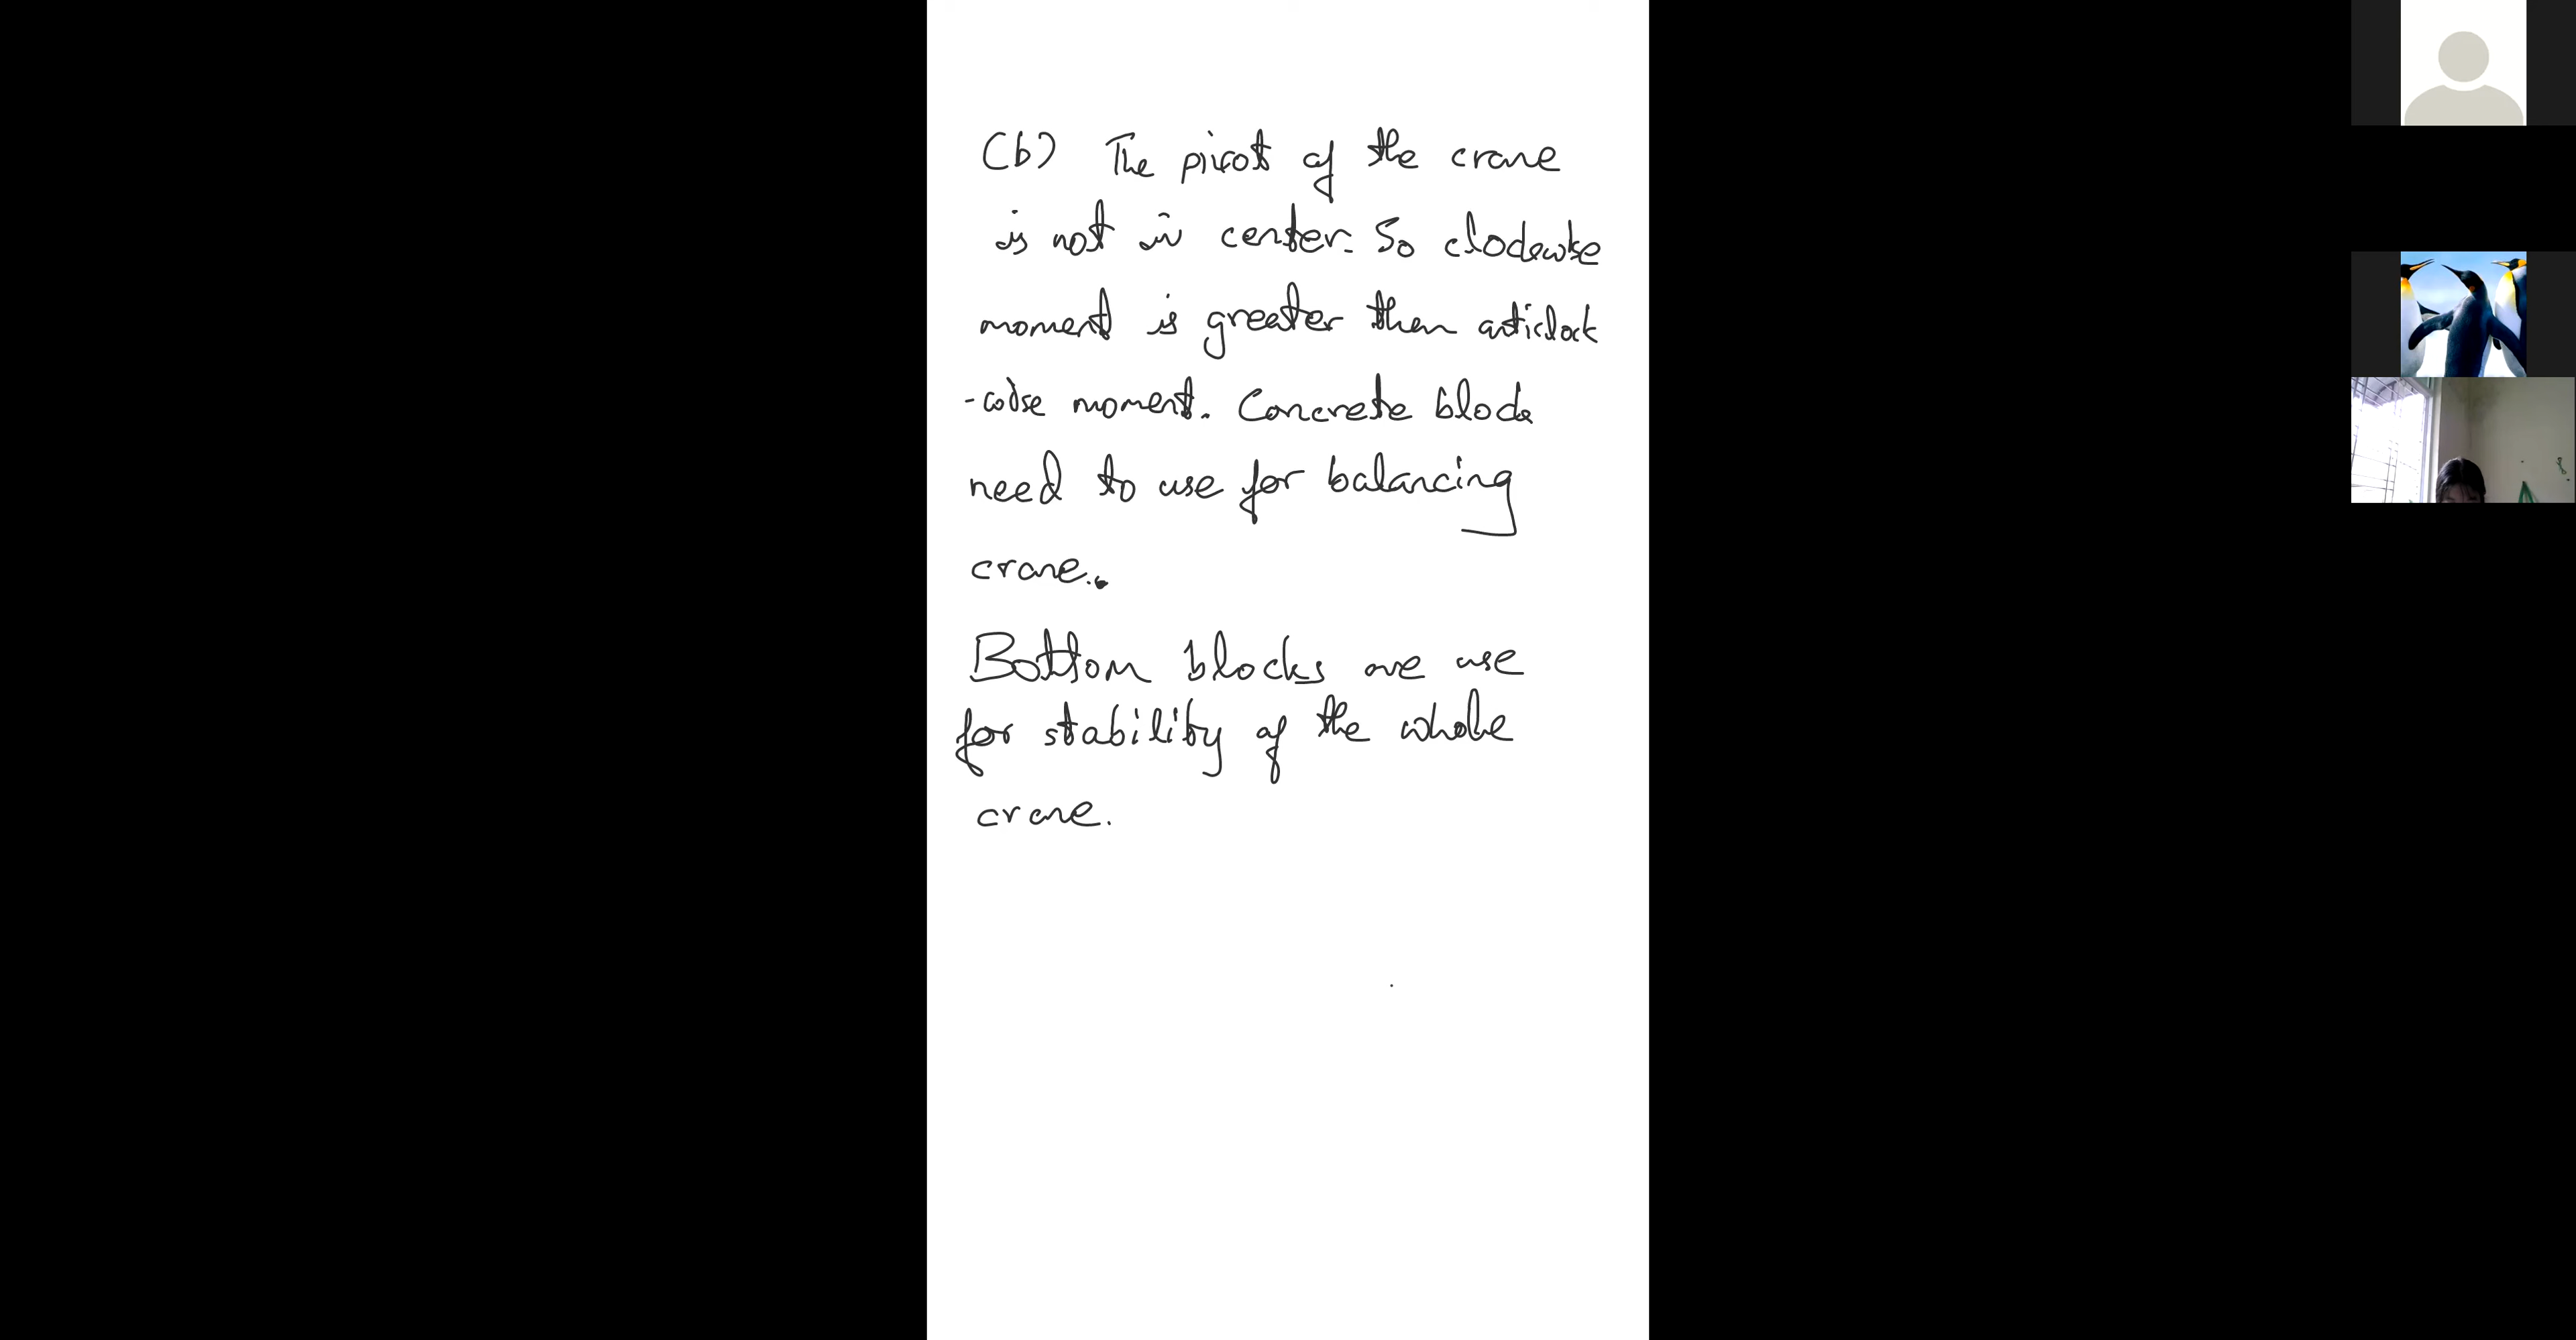 (b) The pivot of the crane
is not in center. So clockwise
moment is greater then anticlock
-wise moment. Concrete block
need to use for balancing
crane.
Bottom blocks are use
for stability of the whole
crane.